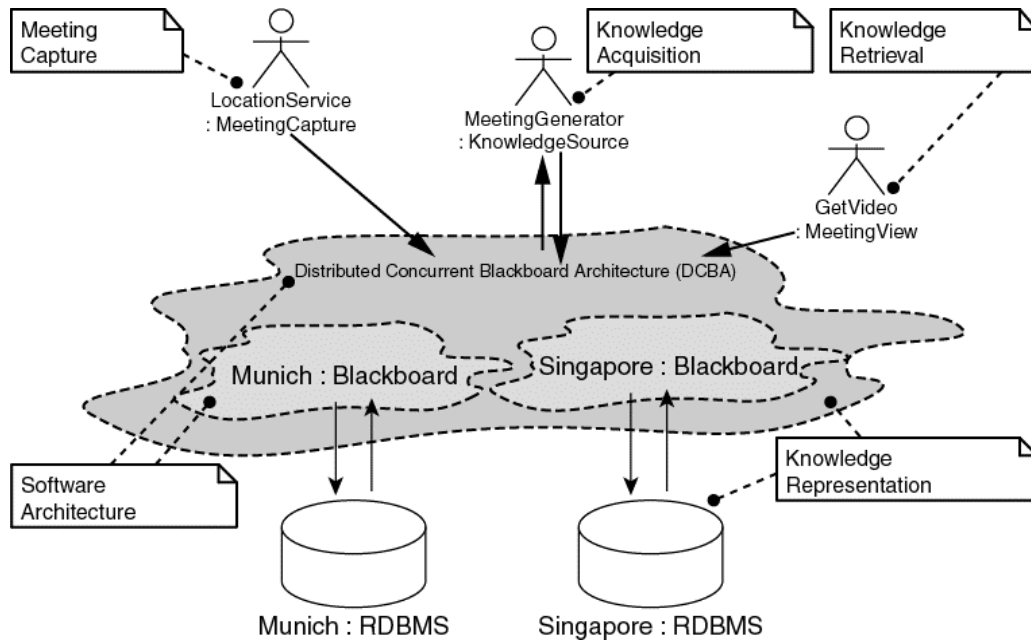 Meeting
Capture
Knowledge
Acquisition
Knowledge
Retrieval
LocationService
: MeetingCapture
MeetingGenerator
: KnowledgeSource
GetVideo
: MeetingView
Distributed Concurrent Blackboard Architecture (DCBA)
Munich : Blackboard
Singapore : Blackboard
Software
Architecture
Knowledge
Representation
Munich : RDBMS
Singapore : RDBMS